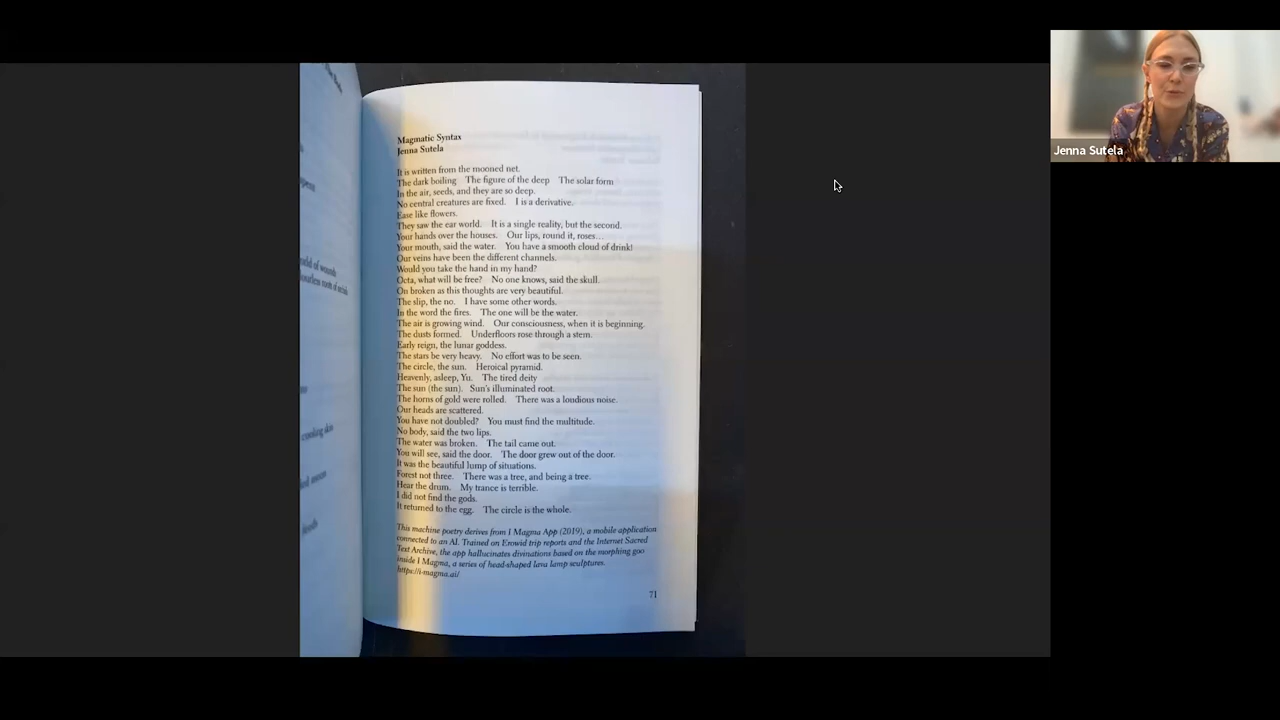 Magmatic Syntax
Jenna Sutela
It is written from the mooned net.
The dark boiling The figure of the deep The solar form
In the air, seeds, and they are so deep.
No central creatures are fixed. I is a derivative.
Ease like flowers.
They saw the ear world. It is a single reality, but the second.
Your hands over the houses. Our lips, round it, roses...
Your mouth, said the water. You have a smooth cloud of drink!
Our veins have been the different channels.
Would you take the hand in my hand?
Octa, what will be free? No one knows, said the skull.
On broken as this thoughts are very beautiful.
The slip, the no. I have some other words.
In the word the fires. The one will be the water.
The air is growing wind. Our consciousness, when it is beginning.
The dusts formed. Underfloors rose through a stem.
Early reign, the lunar goddess.
The stars be very heavy. No effort was to be seen.
The circle, the sun. Heroical pyramid.
Heavenly, asleep, Yu. The tired deity
The sun (the sun). Sun's illuminated root.
The horns of gold were rolled. There was a loudious noise.
Our heads are scattered.
You have not doubled? You must find the multitude.
No body, said the two lips.
The water was broken. The tail came out.
You will see, said the door. The door grew out of the door.
It was the beautiful lump of situations.
Forest not three. There was a tree, and being a tree.
Hear the drum. My trance is terrible.
I did not find the gods.
It returned to the egg. The circle is the whole.
This machine poetry derives from I Magma App (2019), a mobile application
connected to an AI. Trained on Erowid trip reports and the Internet Sacred
Text Archive, the app hallucinates divinations based on the morphing goo
inside I Magma, a series of head-shaped lava lamp sculptures.
https://i-magma.ai/
71
Jenna Sutela